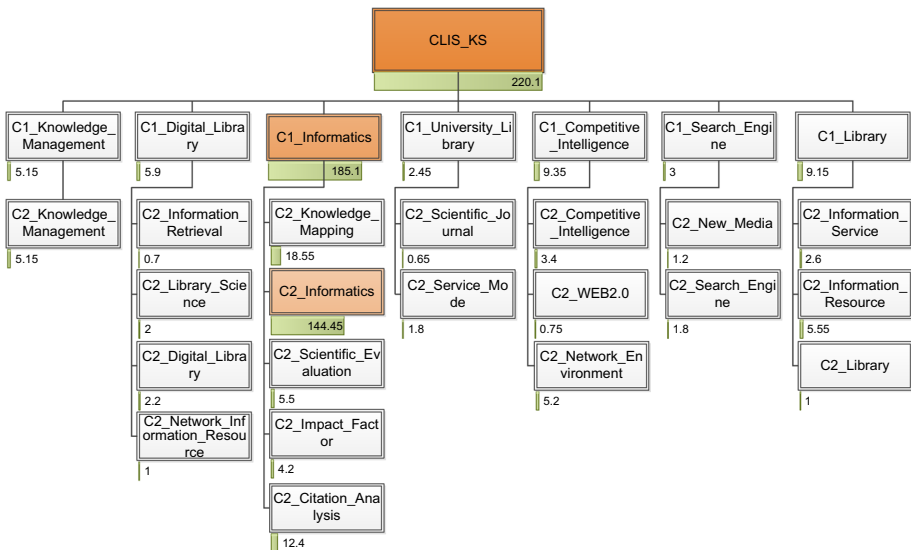 CLIS_KS
220.1
C1_Knowledge_
Management
5.15
C2_Knowledge_
Management
5.15
C1_Digital_Libra
ry
5.9
C2_Information_
Retrieval
0.7
C2_Library_Scie
nce
2
C2_Digital_Libra
ry
2.2
C2_Network_Inf
ormation_Resou
rce
1
C1_Informatics
185.1
C2_Knowledge_
Mapping
18.55
C2_Informatics
144.45
C2_Scientific_Ev
aluation
5.5
C2_Impact_Fact
or
4.2
C2_Citation_Ana
lysis
12.4
C1_University_Li
brary
2.45
C2_Scientific_Jo
urnal
0.65
C2_Service_Mo
de
1.8
C1_Competitive
_Intelligence
9.35
C2_Competitive
_Intelligence
3.4
C2_WEB2.0
0.75
C2_Network_En
vironment
5.2
C1_Search_Eng
ine
3
C2_New_Media
1.2
C2_Search_Engi
ne
1.8
C1_Library
9.15
C2_Information_
Service
2.6
C2_Information_
Resource
5.55
C2_Library
1